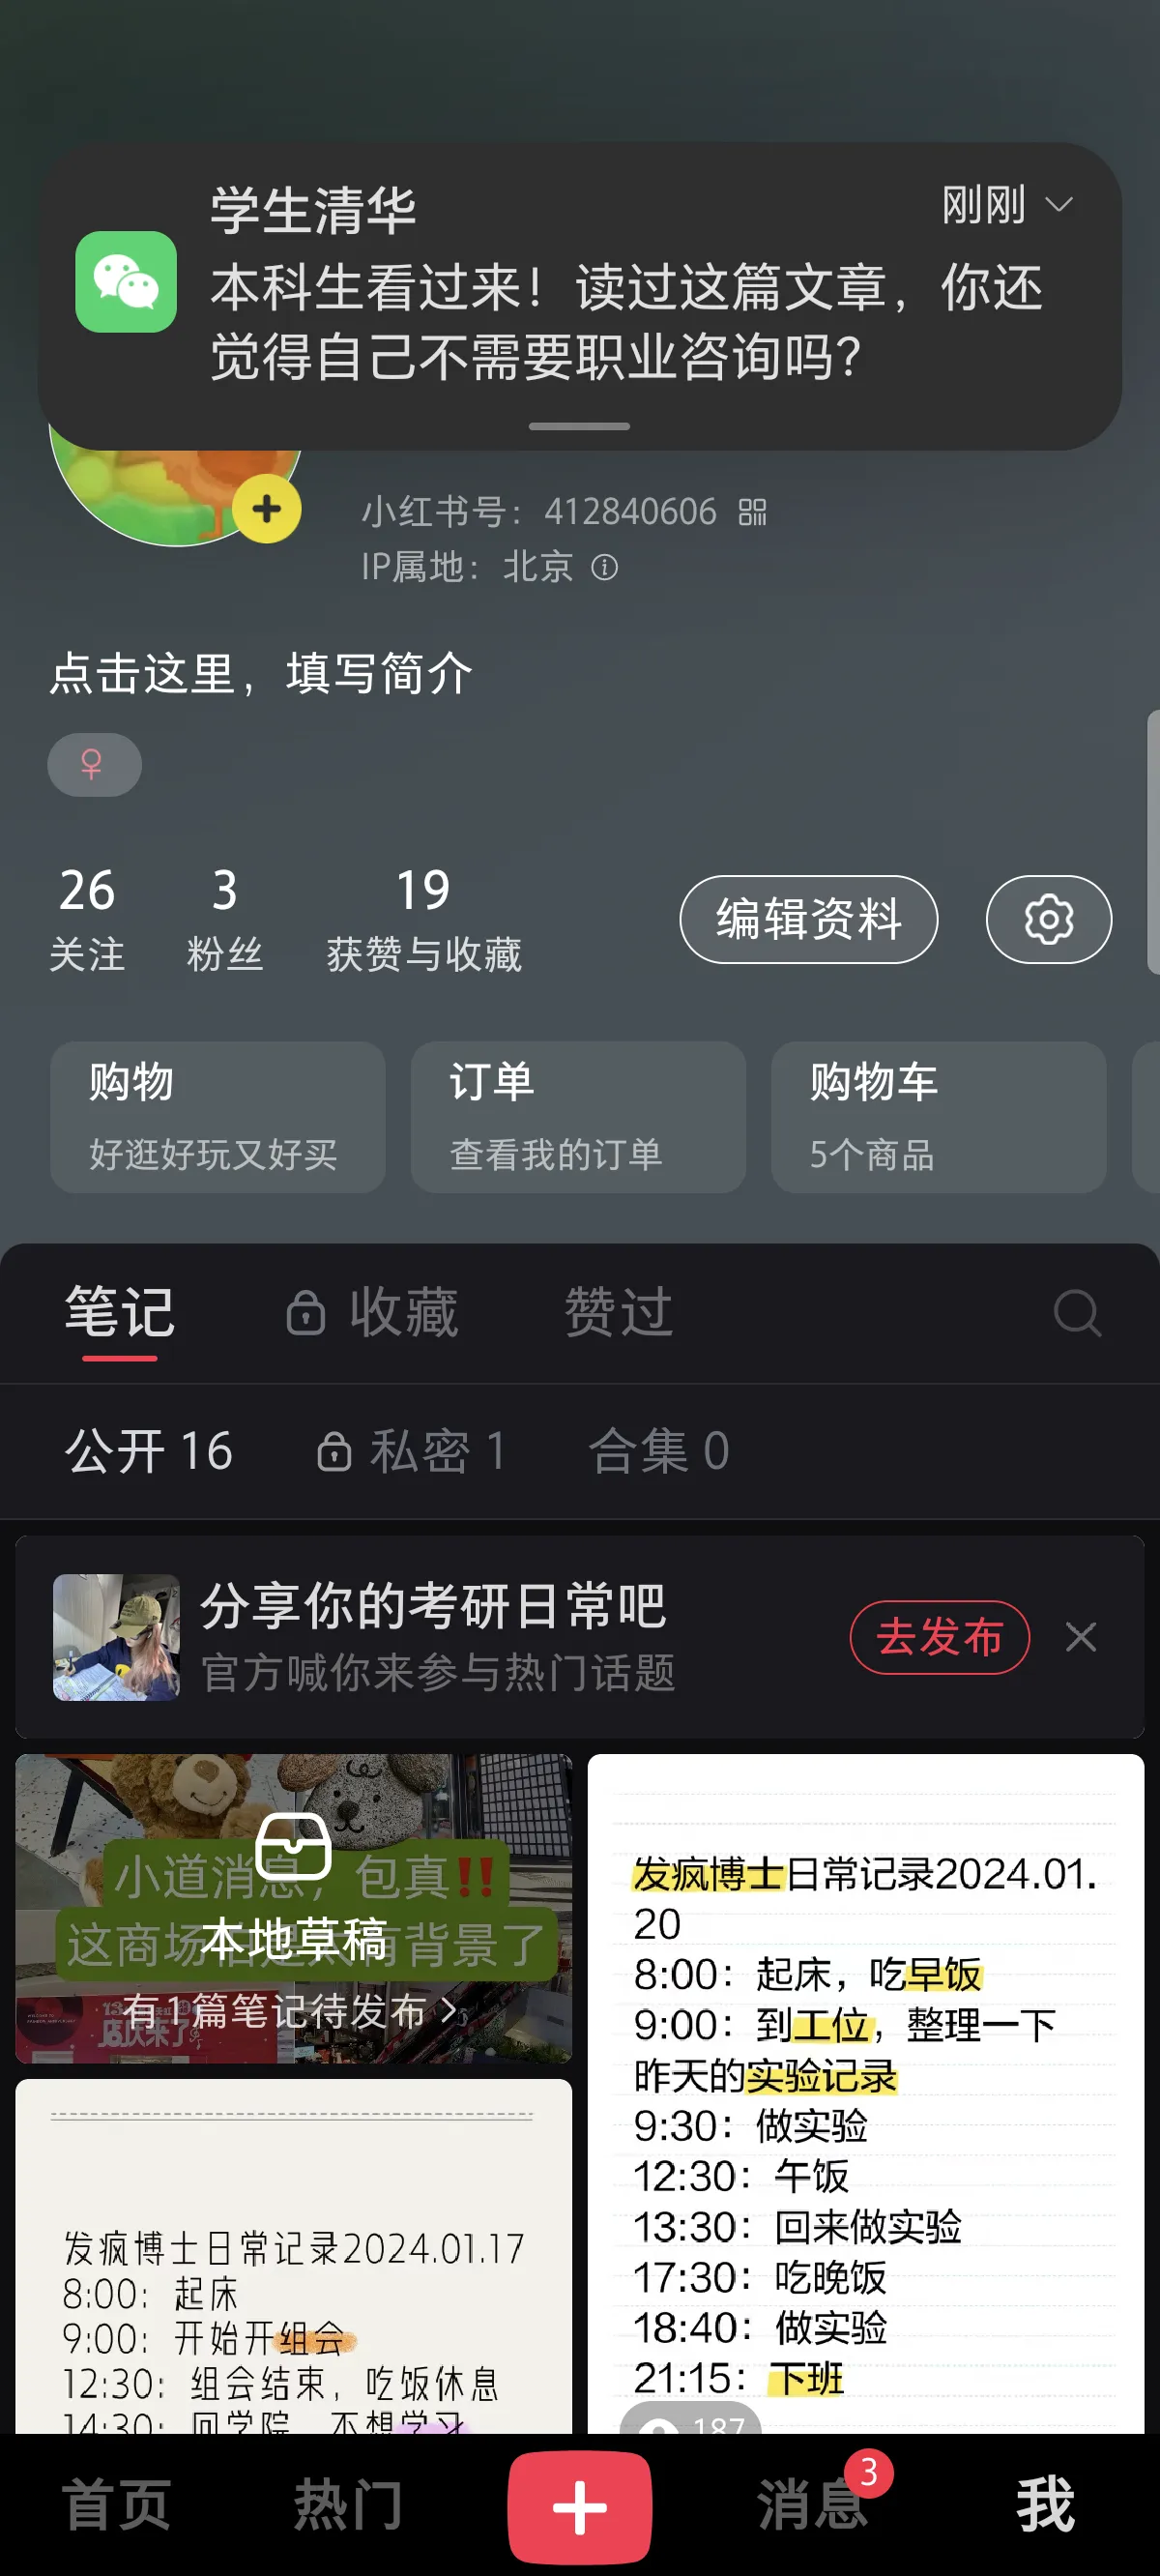 学生清华
刚刚
本科生看过来！读过这篇文章，你还
觉得自己不需要职业咨询吗？
小红书号：412840606
IP属地：北京
点击这里，填写简介
26
关注
3
粉丝
19
获赞与收藏
编辑资料
购物
好逛好玩又好买
订单
查看我的订单
购物车
5个商品
笔记
收藏
赞过
公开 16
私密 1
合集 0
分享你的考研日常吧
官方喊你来参与热门话题
去发布
小道消息，包真‼️
这商场
有背景了
本地草稿
有1篇笔记待发布 >
店庆来了
发疯博士日常记录2024.01.
20
8:00：起床，吃早饭
9:00：到工位，整理一下
昨天的实验记录
9:30：做实验
12:30：午饭
13:30：回来做实验
17:30：吃晚饭
18:40：做实验
21:15：下班
187
发疯博士日常记录2024.01.17
8:00：起床
9:00：开始开组会
12:30：组会结束，吃饭休息
14:30：回学院，不想学习
首页
热门
消息
3
我